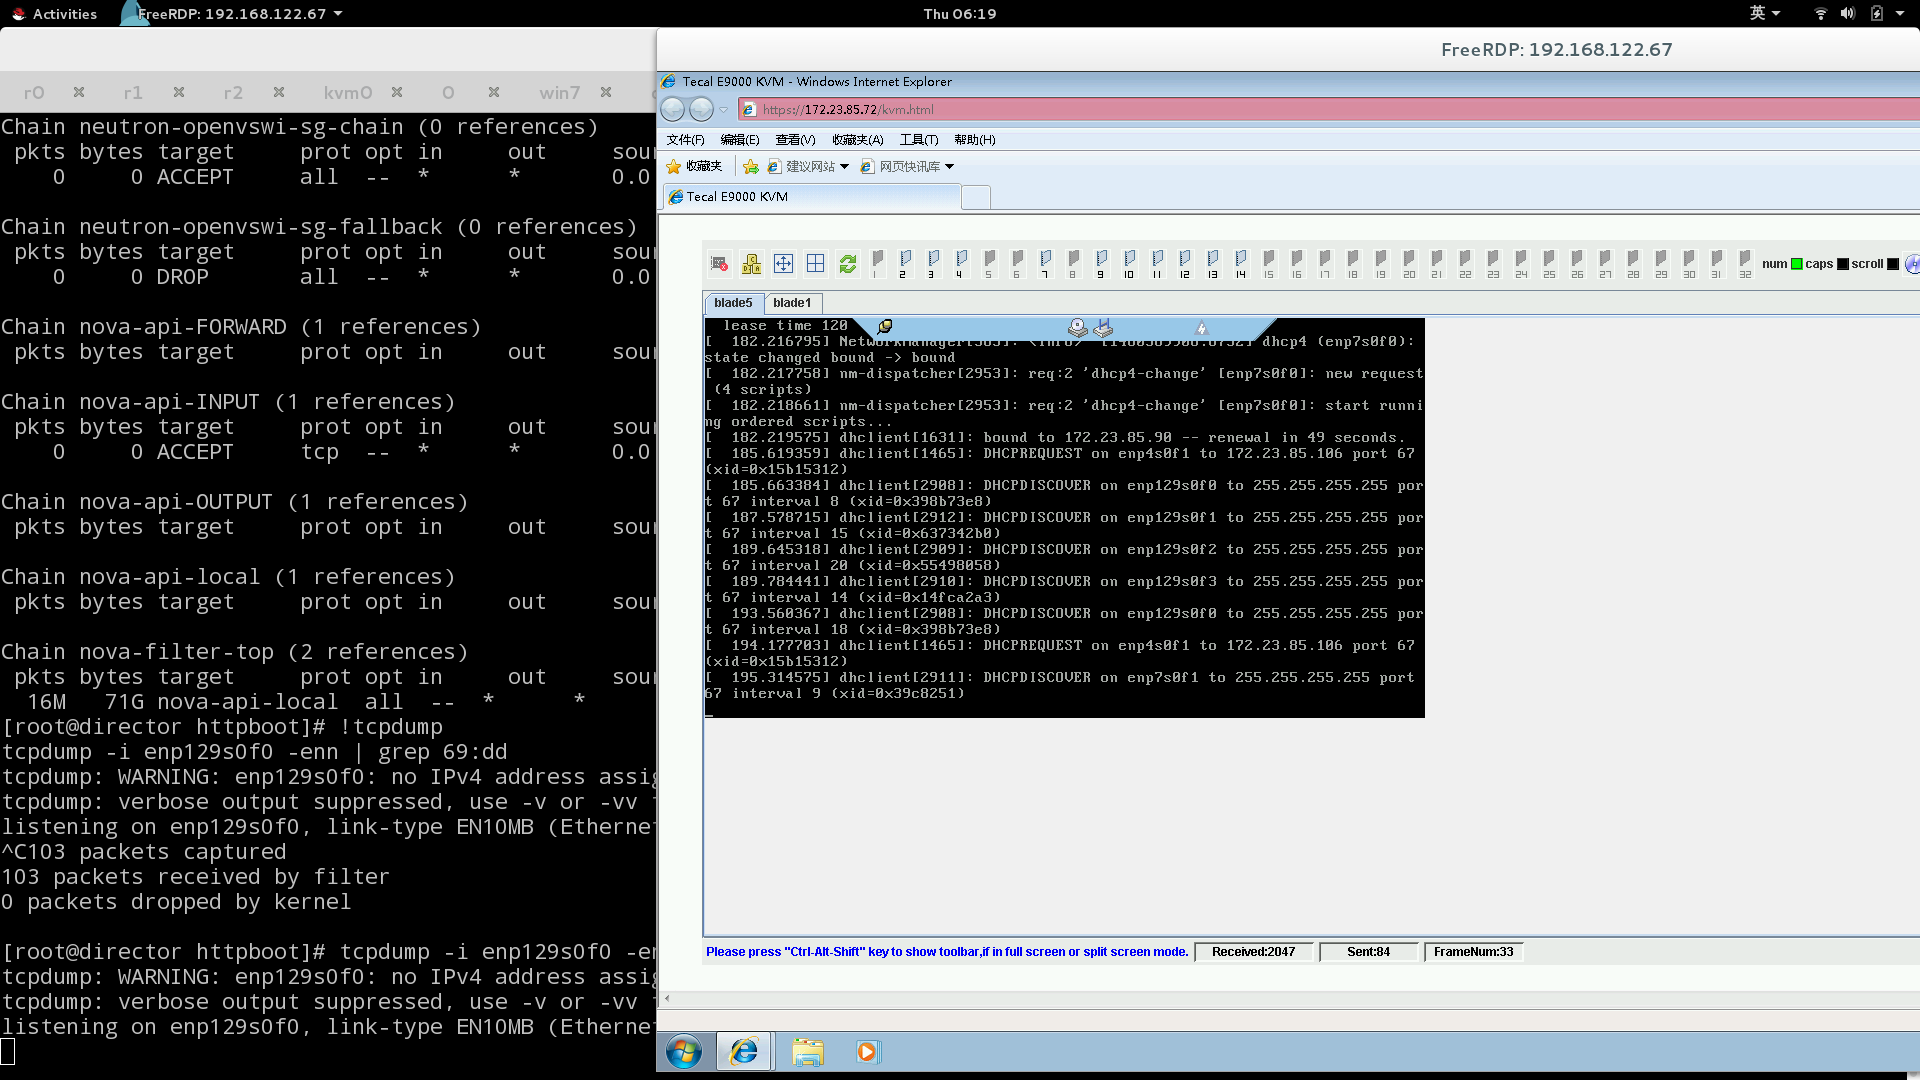 Activities
FreeRDP: 192.168.122.67
Thu 06:19
英
r0 × r1 × r2 × kvm0 × 0 × win7 ×
Chain neutron-openvswi-sg-chain (0 references)
pkts bytes target prot opt in out sour
0 0 ACCEPT all -- * * 0.0
Chain neutron-openvswi-sg-fallback (0 references)
pkts bytes target prot opt in out sour
0 0 DROP all -- * * 0.0
Chain nova-api-FORWARD (1 references)
pkts bytes target prot opt in out sour
Chain nova-api-INPUT (1 references)
pkts bytes target prot opt in out sour
0 0 ACCEPT tcp -- * * 0.0
Chain nova-api-OUTPUT (1 references)
pkts bytes target prot opt in out sour
Chain nova-api-local (1 references)
pkts bytes target prot opt in out sour
Chain nova-filter-top (2 references)
pkts bytes target prot opt in out sour
16M 71G nova-api-local all -- * *
[root@director httpboot]# !tcpdump
tcpdump -i enp129s0f0 -enn | grep 69:dd
tcpdump: WARNING: enp129s0f0: no IPv4 address assig
tcpdump: verbose output suppressed, use -v or -vv
listening on enp129s0f0, link-type EN10MB (Etherne
^C103 packets captured
103 packets received by filter
0 packets dropped by kernel
[root@director httpboot]# tcpdump -i enp129s0f0 -en
tcpdump: WARNING: enp129s0f0: no IPv4 address assig
tcpdump: verbose output suppressed, use -v or -vv
listening on enp129s0f0, link-type EN10MB (Etherne
FreeRDP: 192.168.122.67
Tecal E9000 KVM - Windows Internet Explorer
https://172.23.85.72/kvm.html
文件(F) 编辑(E) 查看(V) 收藏夹(A) 工具(T) 帮助(H)
收藏夹 建议网站 网页快讯库
Tecal E9000 KVM
1 2 3 4 5 6 7 8 9 10 11 12 13 14 15 16 17 18 19 20 21 22 23 24 25 26 27 28 29 30 31 32 num caps scroll
blade5 blade1
lease time 120
[ 182.216795] NetworkManager[983]: <info> dhcp4 (enp7s0f0):
state changed bound -> bound
[ 182.217758] nm-dispatcher[2953]: req:2 'dhcp4-change' [enp7s0f0]: new request
(4 scripts)
[ 182.218661] nm-dispatcher[2953]: req:2 'dhcp4-change' [enp7s0f0]: start runni
ng ordered scripts...
[ 182.219575] dhclient[1631]: bound to 172.23.85.90 -- renewal in 49 seconds.
[ 185.619359] dhclient[1465]: DHCPREQUEST on enp4s0f1 to 172.23.85.106 port 67
(xid=0x15b15312)
[ 185.663384] dhclient[2908]: DHCPDISCOVER on enp129s0f0 to 255.255.255.255 por
t 67 interval 8 (xid=0x398b73e8)
[ 187.578715] dhclient[2912]: DHCPDISCOVER on enp129s0f1 to 255.255.255.255 por
t 67 interval 15 (xid=0x637342b0)
[ 189.645318] dhclient[2909]: DHCPDISCOVER on enp129s0f2 to 255.255.255.255 por
t 67 interval 20 (xid=0x55498058)
[ 189.784441] dhclient[2910]: DHCPDISCOVER on enp129s0f3 to 255.255.255.255 por
t 67 interval 14 (xid=0x14fca2a3)
[ 193.560367] dhclient[2908]: DHCPDISCOVER on enp129s0f0 to 255.255.255.255 por
t 67 interval 18 (xid=0x398b73e8)
[ 194.177703] dhclient[1465]: DHCPREQUEST on enp4s0f1 to 172.23.85.106 port 67
(xid=0x15b15312)
[ 195.314575] dhclient[2911]: DHCPDISCOVER on enp7s0f1 to 255.255.255.255 port
67 interval 9 (xid=0x39c8251)
Please press "Ctrl-Alt-Shift" key to show toolbar,if in full screen or split screen mode. Received:2047 Sent:84 FrameNum:33